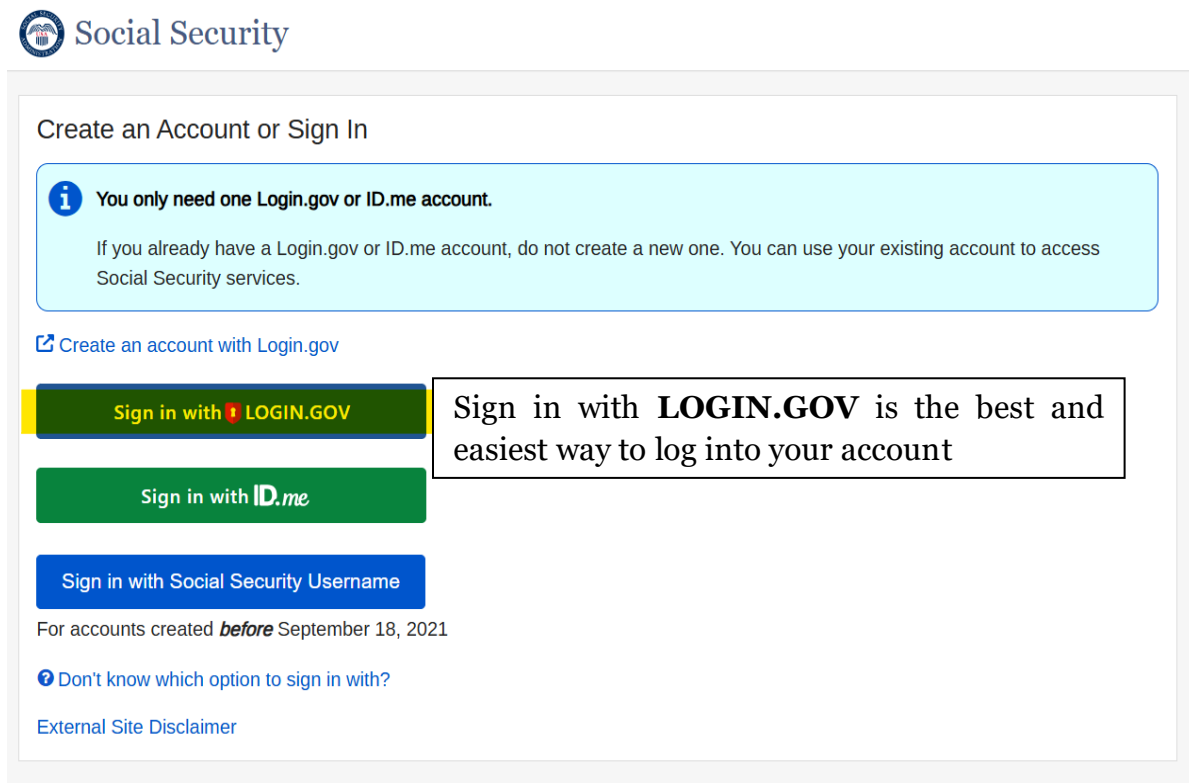 Social Security
Create an Account or Sign In
You only need one Login.gov or ID.me account.
If you already have a Login.gov or ID.me account, do not create a new one. You can use your existing account to access
Social Security services.
Create an account with Login.gov
Sign in with LOGIN.GOV
Sign in with LOGIN.GOV is the best and
easiest way to log into your account
Sign in with ID.me
Sign in with Social Security Username
For accounts created before September 18, 2021
Don't know which option to sign in with?
External Site Disclaimer